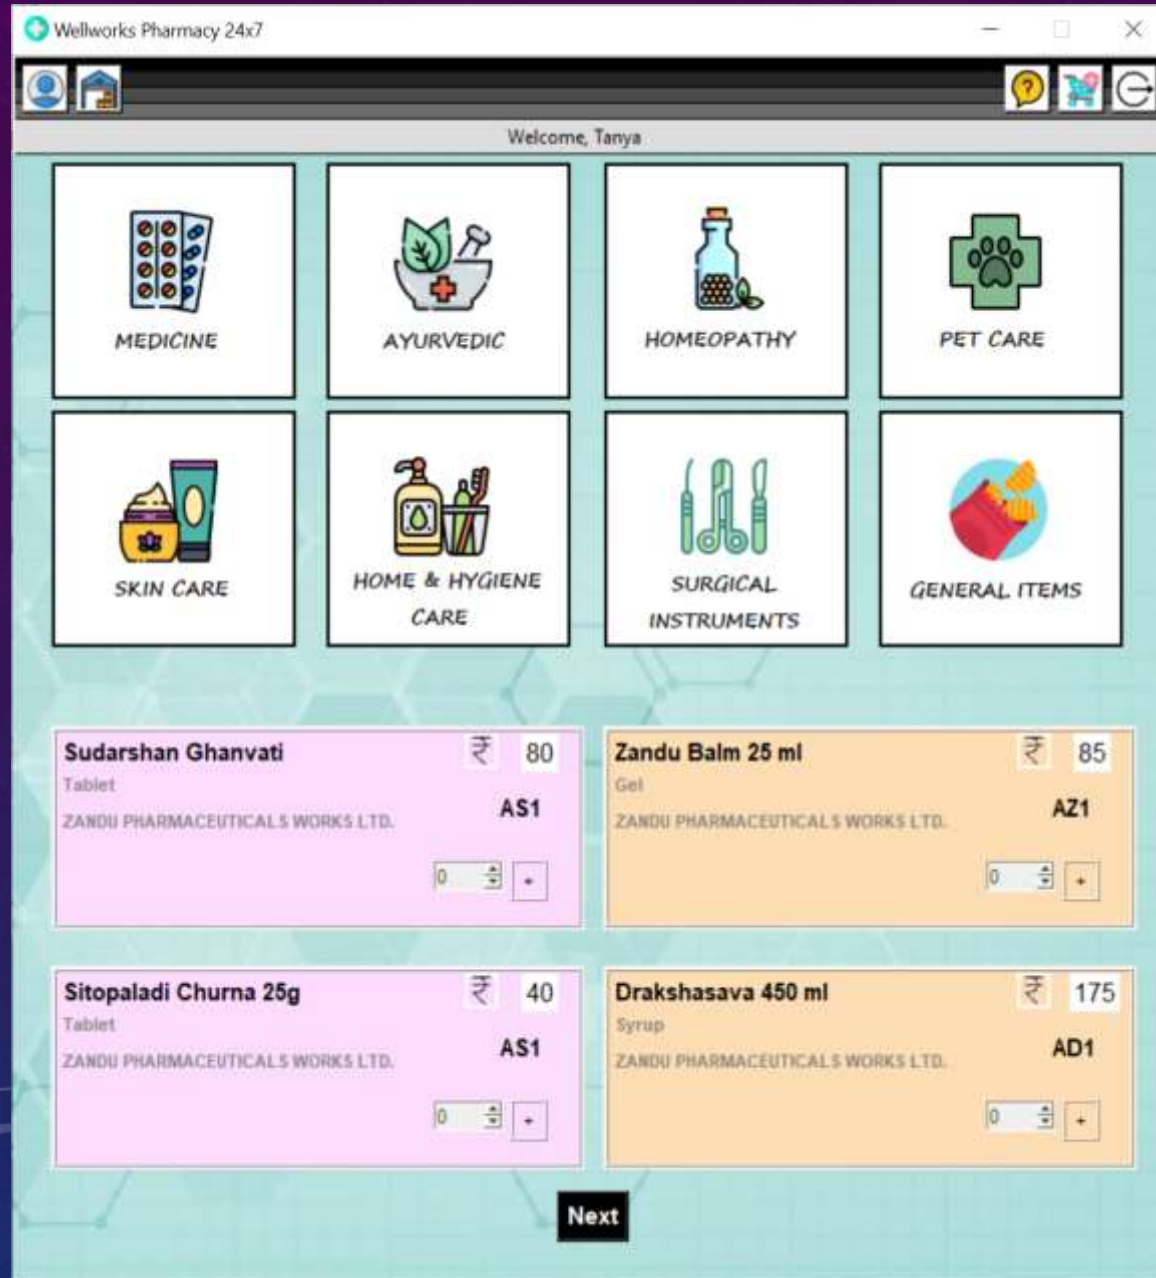 Wellworks Pharmacy 24x7
Welcome, Tanya
MEDICINE
AYURVEDIC
HOMEOPATHY
PET CARE
SKIN CARE
HOME & HYGIENE
CARE
SURGICAL
INSTRUMENTS
GENERAL ITEMS
Sudarshan Ghanvati ₹ 80
Tablet
AS1
ZANDU PHARMACEUTICALS WORKS LTD.
0 +
Zandu Balm 25 ml ₹ 85
Gel
AZ1
ZANDU PHARMACEUTICALS WORKS LTD.
0 +
Sitopaladi Churna 25g ₹ 40
Tablet
AS1
ZANDU PHARMACEUTICALS WORKS LTD.
0 +
Drakshasava 450 ml ₹ 175
Syrup
AD1
ZANDU PHARMACEUTICALS WORKS LTD.
0 +
Next